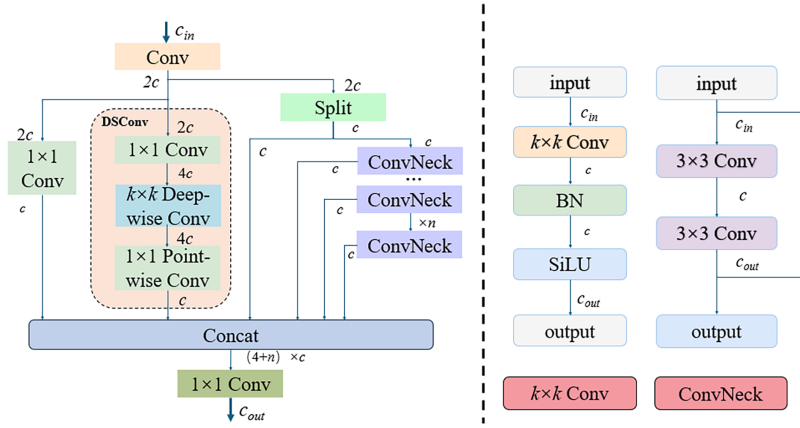 c_in
Conv
2c
2c
Split
DSConv
2c
2c
1×1
Conv
c
1×1 Conv
4c
k×k Deep-
wise Conv
4c
1×1 Point-
wise Conv
c
c
c
c
ConvNeck
...
ConvNeck
×n
ConvNeck
c
c
c
Concat
(4+n) ×c
1×1 Conv
c_out
input
c_in
k×k Conv
c
BN
c
SiLU
c_out
output
k×k Conv
input
c_in
3×3 Conv
c
3×3 Conv
c_out
output
ConvNeck